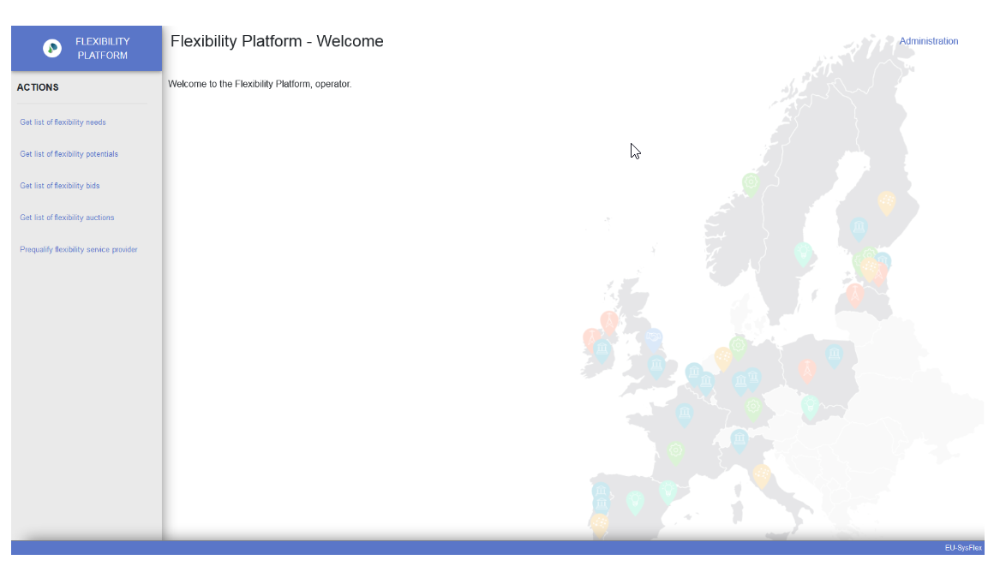 FLEXIBILITY
PLATFORM
Flexibility Platform - Welcome
Administration
ACTIONS
Welcome to the Flexibility Platform, operator.
Get list of flexibility needs
Get list of flexibility potentials
Get list of flexibility bids
Get list of flexibility auctions
Prequalify flexibility service provider
EU-SysFlex